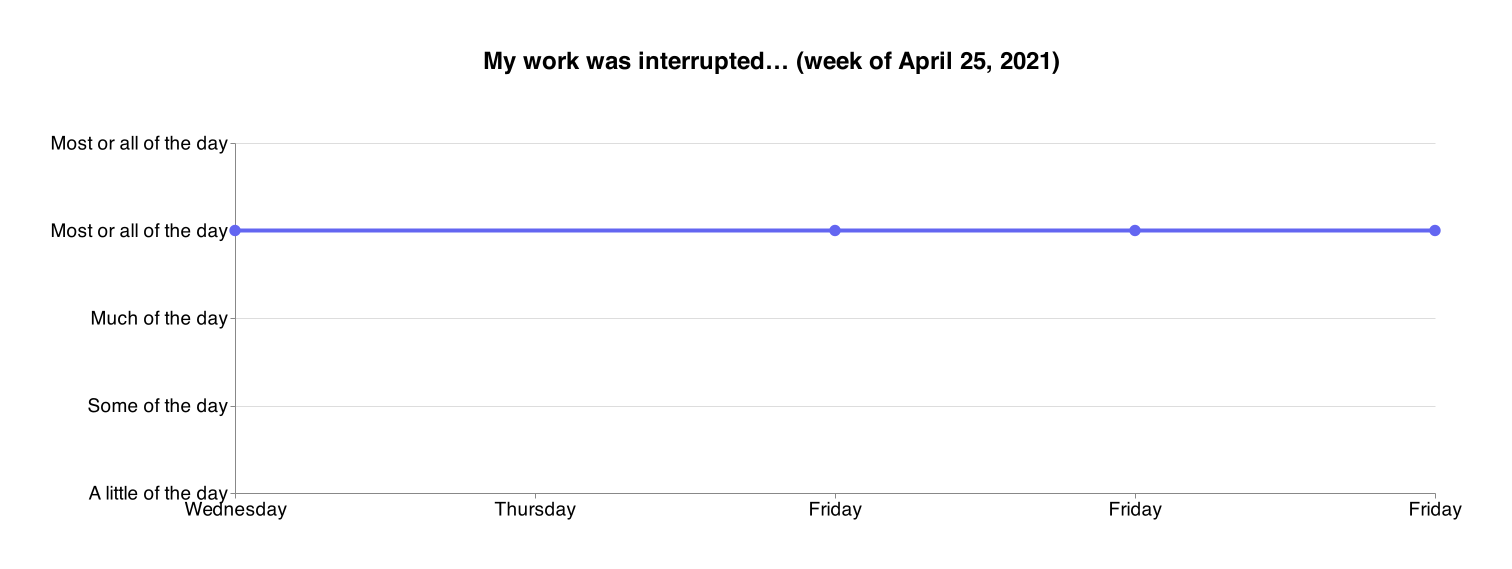 My work was interrupted… (week of April 25, 2021)
Most or all of the day
Most or all of the day
Much of the day
Some of the day
A little of the day
Wednesday
Thursday
Friday
Friday
Friday